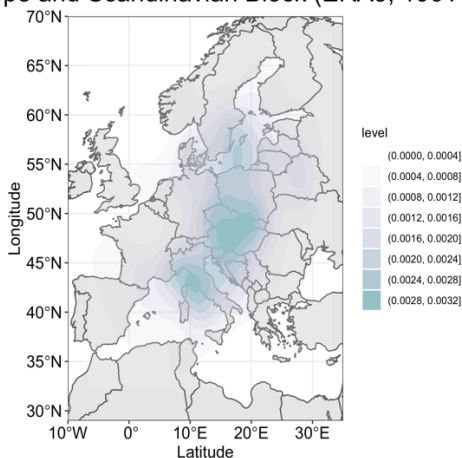 and Scandinavian Block (ERA5, 1961
70°N
65°N
60°N
55°N
50°N
45°N
40°N
35°N
30°N
10°W 0° 10°E 20°E 30°E
Latitude
Longitude
level
(0.0000, 0.0004]
(0.0004, 0.0008]
(0.0008, 0.0012]
(0.0012, 0.0016]
(0.0016, 0.0020]
(0.0020, 0.0024]
(0.0024, 0.0028]
(0.0028, 0.0032]